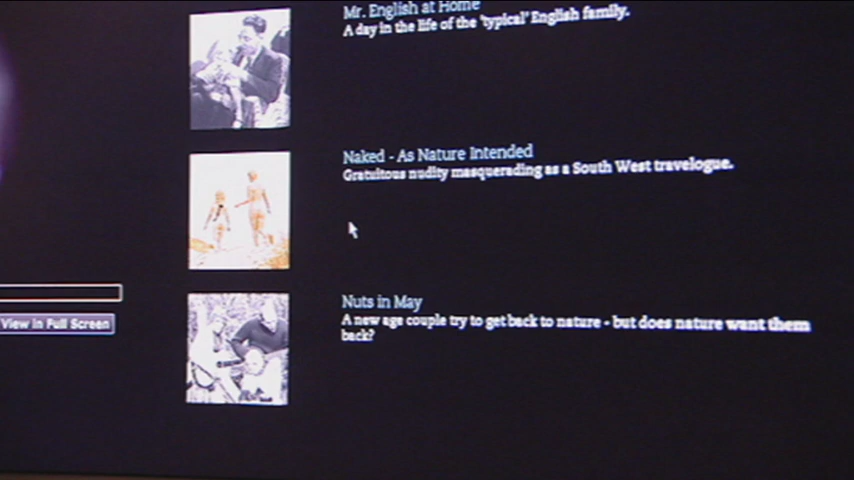 Mr. English at Home
A day in the life of the 'typical' English family.
Naked - As Nature Intended
Gratuitous nudity masquerading as a South West travelogue.
View in Full Screen
Nuts in May
A new age couple try to get back to nature - but does nature want them
back?